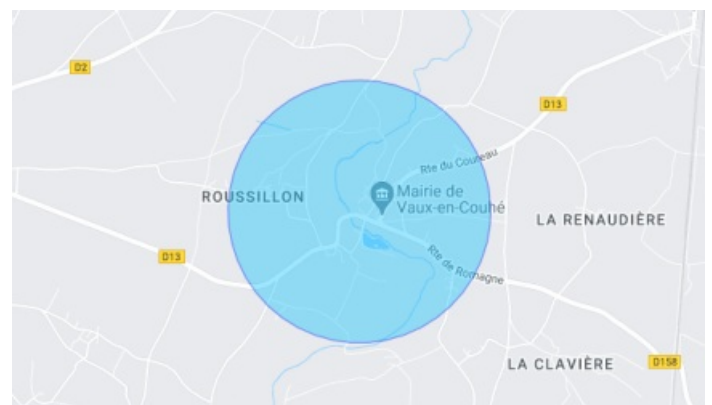 D2
D13
Rte du Couneau
ROUSSILLON
Mairie de
Vaux-en-Couhé
LA RENAUDIÈRE
D13
Rte de Romagne
LA CLAVIÈRE
D158